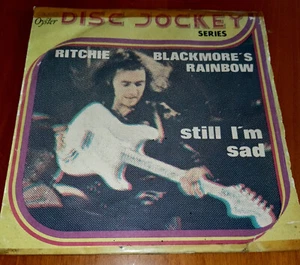 Oyster DISC JOCKEY
SERIES
RITCHIE BLACKMORE'S
RAINBOW
still I'm
sad